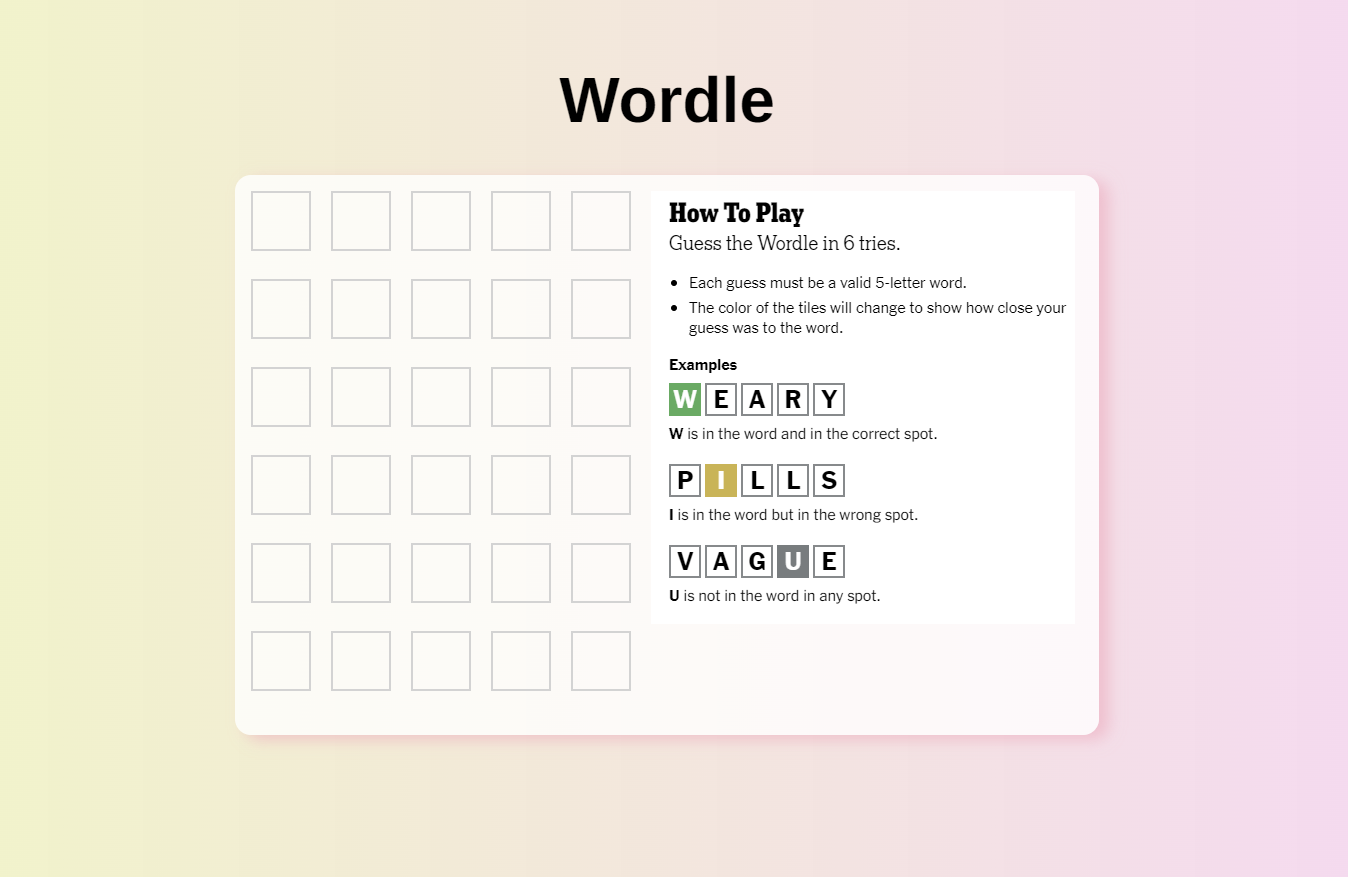 Wordle
How To Play
Guess the Wordle in 6 tries.
Each guess must be a valid 5-letter word.
The color of the tiles will change to show how close your
guess was to the word.
Examples
W E A R Y
W is in the word and in the correct spot.
P I L L S
I is in the word but in the wrong spot.
V A G U E
U is not in the word in any spot.